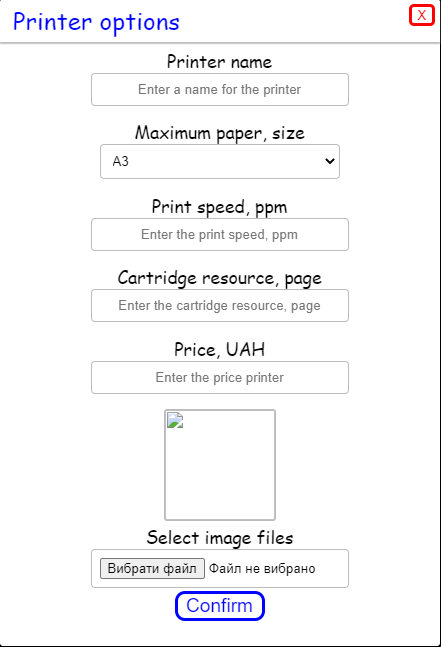 Printer options
X
Printer name
Enter a name for the printer
Maximum paper, size
A3
Print speed, ppm
Enter the print speed, ppm
Cartridge resource, page
Enter the cartridge resource, page
Price, UAH
Enter the price printer
Select image files
Вибрати файл Файл не вибрано
Confirm